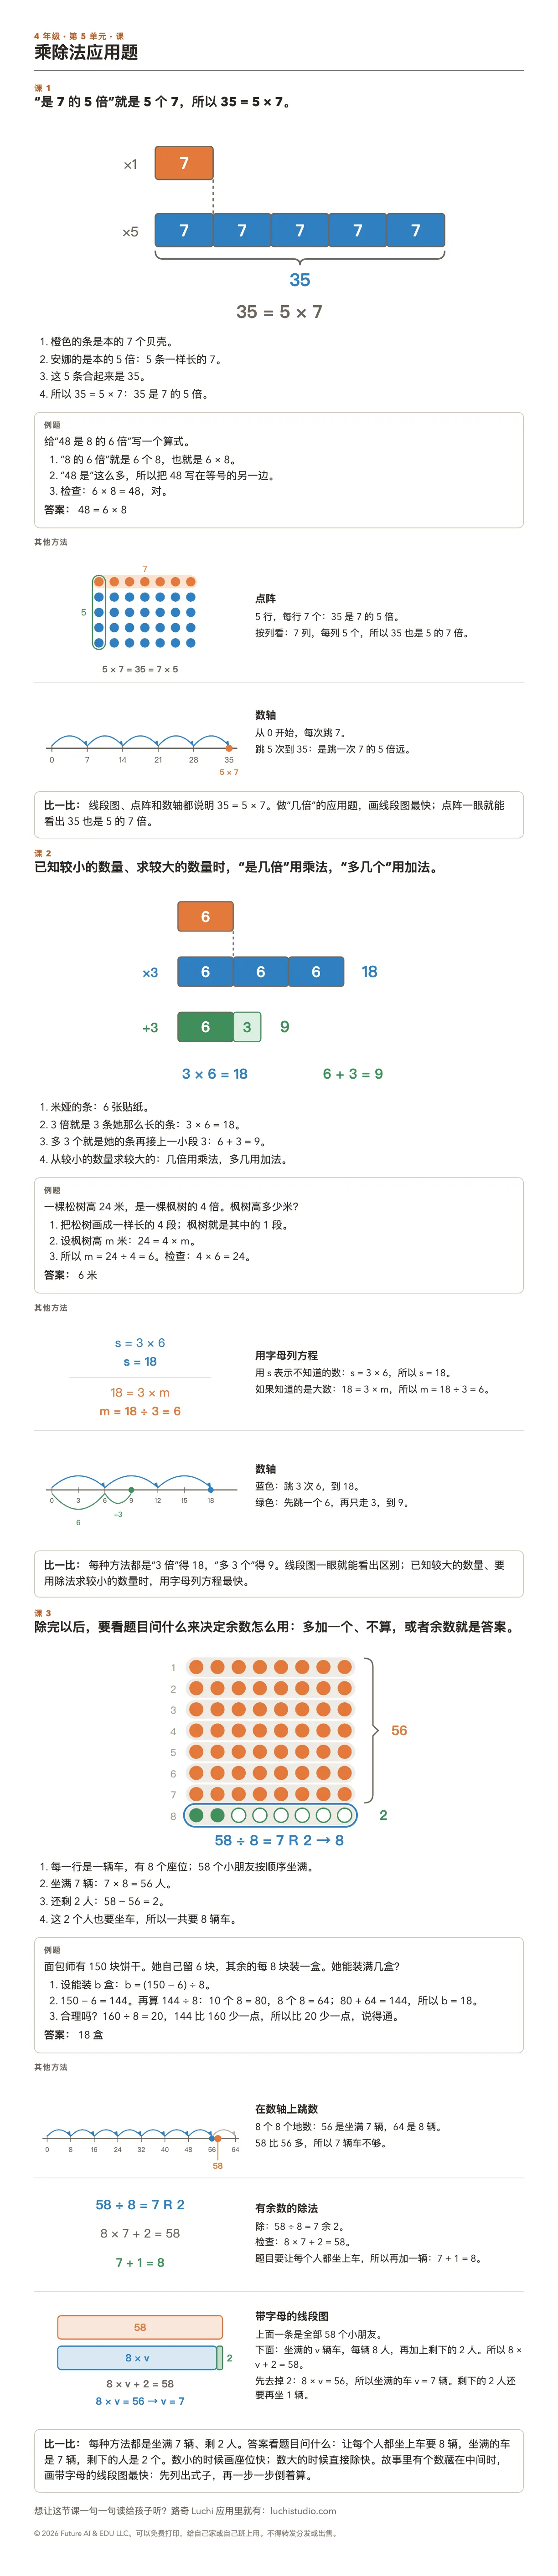 4 年级 · 第 5 单元 · 课
乘除法应用题
课 1
“是 7 的 5 倍”就是 5 个 7，所以 35 = 5 × 7。
×1
7
×5
7 7 7 7 7
35
35 = 5 × 7
1. 橙色的条是本的 7 个贝壳。
2. 安娜的是本的 5 倍：5 条一样长的 7。
3. 这 5 条合起来是 35。
4. 所以 35 = 5 × 7：35 是 7 的 5 倍。
例题
给“48 是 8 的 6 倍”写一个算式。
1. “8 的 6 倍”就是 6 个 8，也就是 6 × 8。
2. “48 是”这么多，所以把 48 写在等号的另一边。
3. 检查：6 × 8 = 48，对。
答案： 48 = 6 × 8
其他方法
7
5
5 × 7 = 35 = 7 × 5
点阵
5 行，每行 7 个：35 是 7 的 5 倍。
按列看：7 列，每列 5 个，所以 35 也是 5 的 7 倍。
0 7 14 21 28 35
5 × 7
数轴
从 0 开始，每次跳 7。
跳 5 次到 35：是跳一次 7 的 5 倍远。
比一比： 线段图、点阵和数轴都说明 35 = 5 × 7。做“几倍”的应用题，画线段图最快；点阵一眼就能
看出 35 也是 5 的 7 倍。
课 2
已知较小的数量、求较大的数量时，“是几倍”用乘法，“多几个”用加法。
6
×3
6 6 6
18
+3
6 3
9
3 × 6 = 18
6 + 3 = 9
1. 米娅的条：6 张贴纸。
2. 3 倍就是 3 条她那么长的条：3 × 6 = 18。
3. 多 3 个就是她的条再接上一小段 3：6 + 3 = 9。
4. 从较小的数量求较大的：几倍用乘法，多几用加法。
例题
一棵松树高 24 米，是一棵枫树的 4 倍。枫树高多少米？
1. 把松树画成一样长的 4 段；枫树就是其中的 1 段。
2. 设枫树高 m 米：24 = 4 × m。
3. 所以 m = 24 ÷ 4 = 6。检查：4 × 6 = 24。
答案： 6 米
其他方法
s = 3 × 6
s = 18
18 = 3 × m
m = 18 ÷ 3 = 6
用字母列方程
用 s 表示不知道的数：s = 3 × 6，所以 s = 18。
如果知道的是大数：18 = 3 × m，所以 m = 18 ÷ 3 = 6。
0 3 6 9 12 15 18
+3
6
数轴
蓝色：跳 3 次 6，到 18。
绿色：先跳一个 6，再只走 3，到 9。
比一比： 每种方法都是“3 倍”得 18，“多 3 个”得 9。线段图一眼就能看出区别；已知较大的数量、要
用除法求较小的数量时，用字母列方程最快。
课 3
除完以后，要看题目问什么来决定余数怎么用：多加一个、不算，或者余数就是答案。
1
2
3
4
5
6
7
8
56
2
58 ÷ 8 = 7 R 2 → 8
1. 每一行是一辆车，有 8 个座位；58 个小朋友按顺序坐满。
2. 坐满 7 辆：7 × 8 = 56 人。
3. 还剩 2 人：58 − 56 = 2。
4. 这 2 个人也要坐车，所以一共要 8 辆车。
例题
面包师有 150 块饼干。她自己留 6 块，其余的每 8 块装一盒。她能装满几盒？
1. 设能装 b 盒：b = (150 − 6) ÷ 8。
2. 150 − 6 = 144。再算 144 ÷ 8：10 个 8 = 80，8 个 8 = 64；80 + 64 = 144，所以 b = 18。
3. 合理吗？160 ÷ 8 = 20，144 比 160 少一点，所以比 20 少一点，说得通。
答案： 18 盒
其他方法
0 8 16 24 32 40 48 56 64
58
在数轴上跳数
8 个 8 个地数：56 是坐满 7 辆，64 是 8 辆。
58 比 56 多，所以 7 辆车不够。
58 ÷ 8 = 7 R 2
8 × 7 + 2 = 58
7 + 1 = 8
有余数的除法
除：58 ÷ 8 = 7 余 2。
检查：8 × 7 + 2 = 58。
题目要让每个人都坐上车，所以再加一辆：7 + 1 = 8。
58
8 × v
2
8 × v + 2 = 58
8 × v = 56 → v = 7
带字母的线段图
上面一条是全部 58 个小朋友。
下面：坐满的 v 辆车，每辆 8 人，再加上剩下的 2 人。所以 8 ×
v + 2 = 58。
先去掉 2：8 × v = 56，所以坐满的车 v = 7 辆。剩下的 2 人还
要再坐 1 辆。
比一比： 每种方法都是坐满 7 辆、剩 2 人。答案看题目问什么：让每个人都坐上车要 8 辆，坐满的车
是 7 辆，剩下的人是 2 个。数小的时候画座位快；数大的时候直接除快。故事里有个数藏在中间时，
画带字母的线段图最快：先列出式子，再一步一步倒着算。
想让这节课一句一句读给孩子听？路奇 Luchi 应用里就有：luchistudio.com
© 2026 Future AI & EDU LLC。可以免费打印，给自己家或自己班上用。不得转发分发或出售。